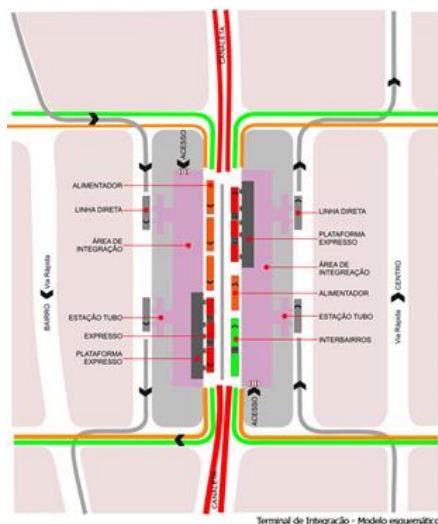 CANALETA
ACESSO
ALIMENTADOR
LINHA DIRETA
ÁREA DE
INTEGRAÇÃO
Via Rápida
BAIRRO
ESTAÇÃO TUBO
EXPRESSO
PLATAFORMA
EXPRESSO
LINHA DIRETA
PLATAFORMA
EXPRESSO
ÁREA DE
INTEGREAÇÃO
ALIMENTADOR
ESTAÇÃO TUBO
INTERBAIRROS
Via Rápida
CENTRO
ACESSO
CANALETA
Terminal de Integração - Modelo esquemático